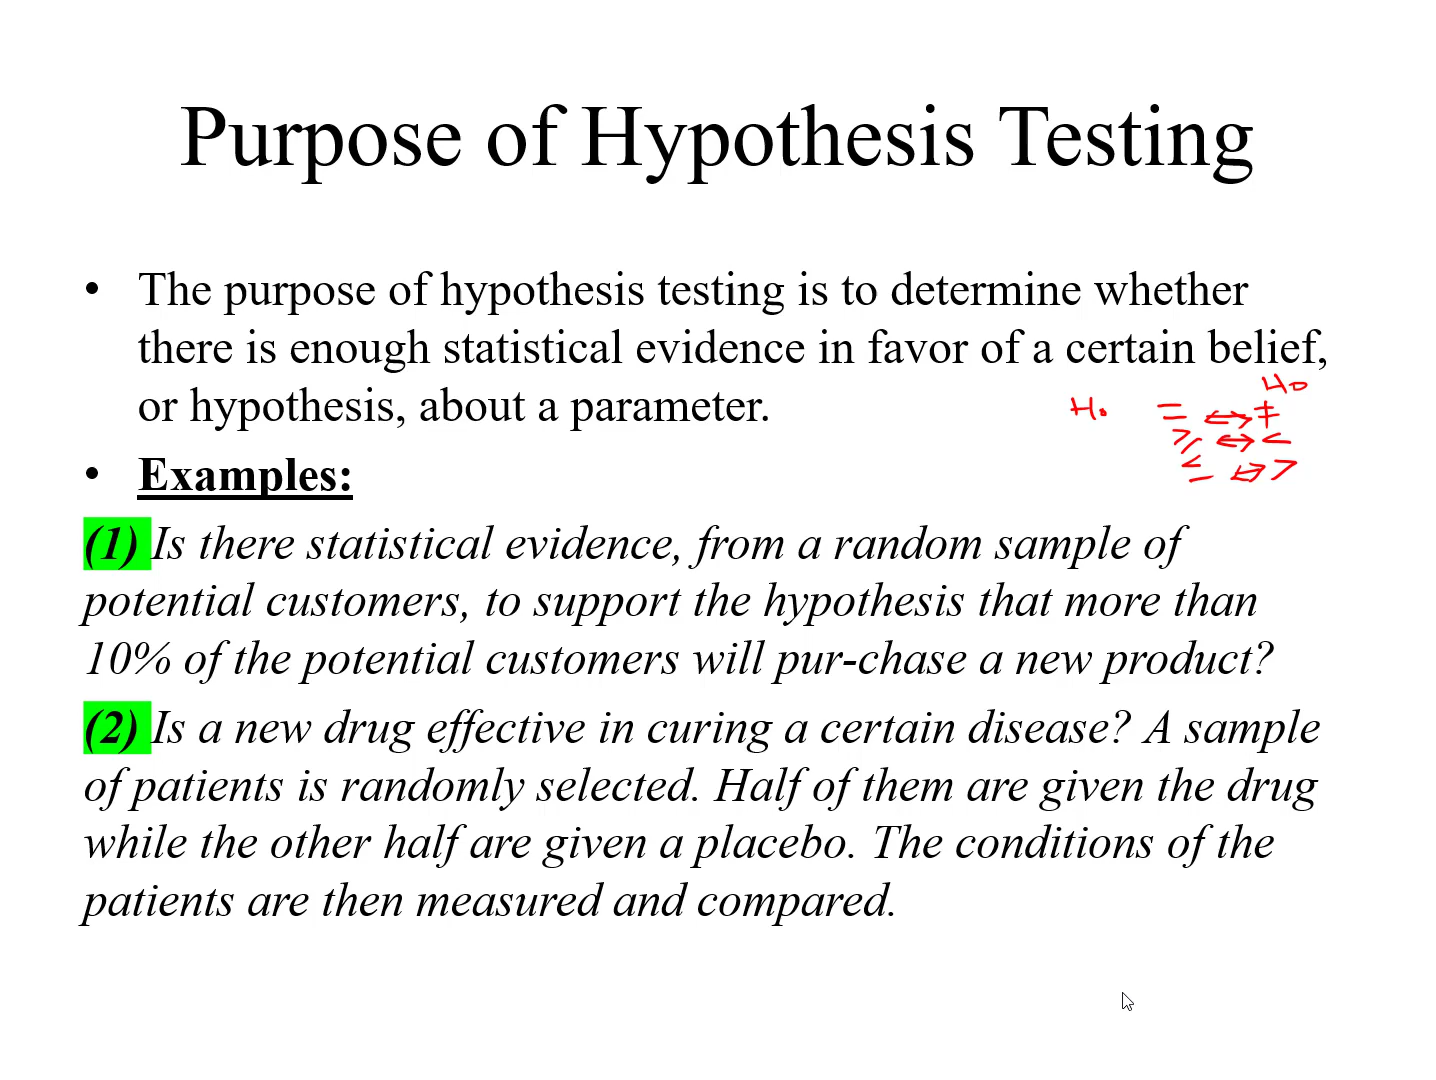 Purpose of Hypothesis Testing
• The purpose of hypothesis testing is to determine whether
there is enough statistical evidence in favor of a certain belief,
or hypothesis, about a parameter.
H0
H0
= ↔ ≠
≥ ↔ <
≤ ↔ >
• Examples:
(1) Is there statistical evidence, from a random sample of
potential customers, to support the hypothesis that more than
10% of the potential customers will pur-chase a new product?
(2) Is a new drug effective in curing a certain disease? A sample
of patients is randomly selected. Half of them are given the drug
while the other half are given a placebo. The conditions of the
patients are then measured and compared.